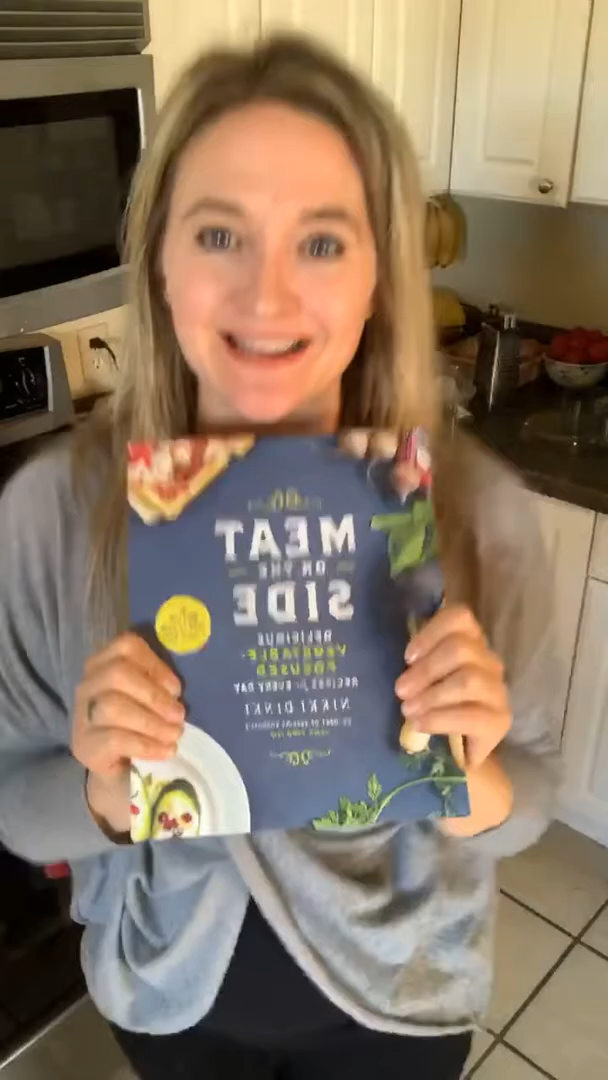 MEAT
ON THE
SIDE
DELICIOUS
VEGETABLE-
FOCUSED
RECIPES for EVERY DAY
NIKKI DINKI